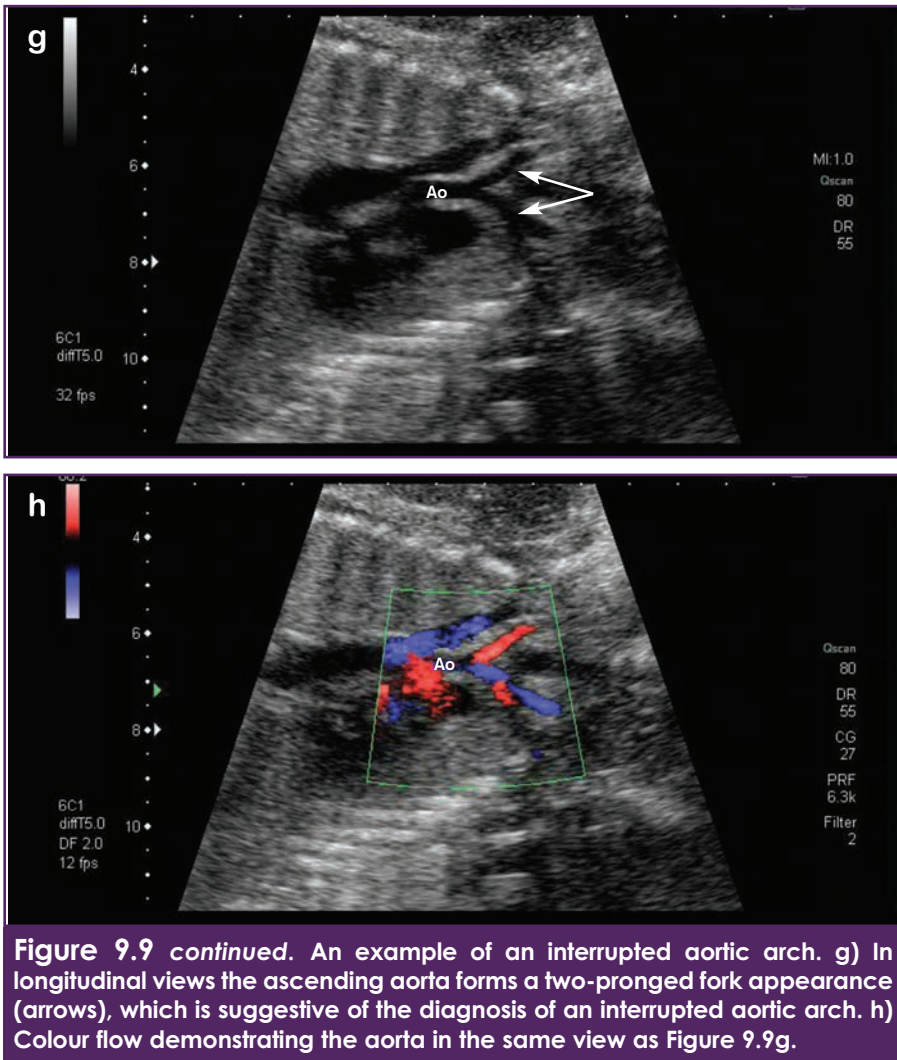 g
4
6
8
10
Ao
MI:1.0
Qscan
80
DR
55
6C1
diffT5.0
32 fps
h
4
6
8
10
Ao
Qscan
80
DR
55
CG
27
PRF
6.3k
Filter
2
6C1
diffT5.0
DF 2.0
12 fps
Figure 9.9 continued. An example of an interrupted aortic arch. g) In
longitudinal views the ascending aorta forms a two-pronged fork appearance
(arrows), which is suggestive of the diagnosis of an interrupted aortic arch. h)
Colour flow demonstrating the aorta in the same view as Figure 9.9g.